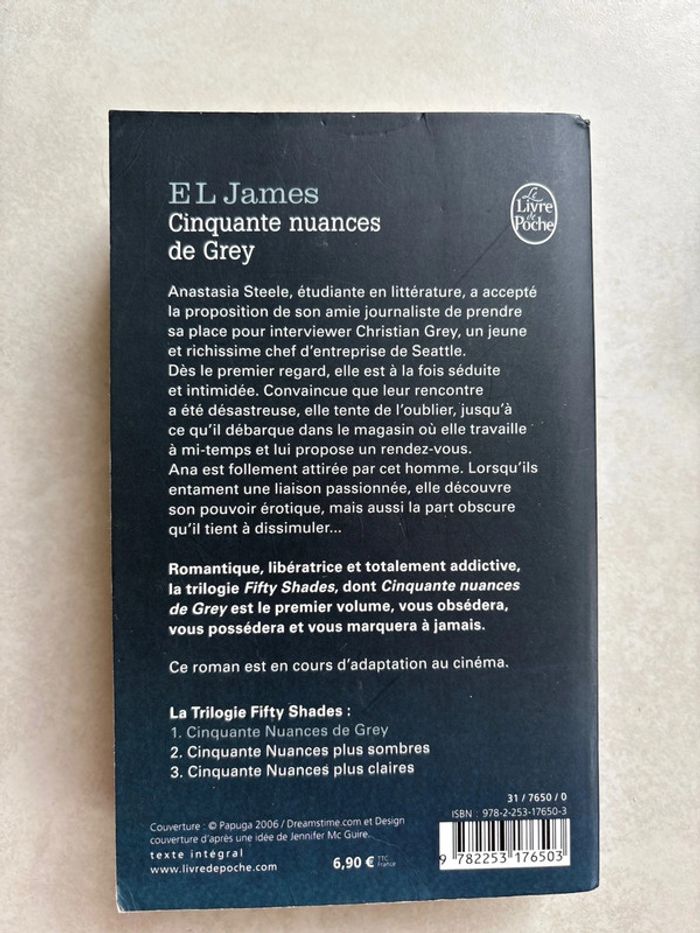 E L James
Cinquante nuances
de Grey
Le
Livre
de
Poche
Anastasia Steele, étudiante en littérature, a accepté
la proposition de son amie journaliste de prendre
sa place pour interviewer Christian Grey, un jeune
et richissime chef d'entreprise de Seattle.
Dès le premier regard, elle est à la fois séduite
et intimidée. Convaincue que leur rencontre
a été désastreuse, elle tente de l'oublier, jusqu'à
ce qu'il débarque dans le magasin où elle travaille
à mi-temps et lui propose un rendez-vous.
Ana est follement attirée par cet homme. Lorsqu'ils
entament une liaison passionnée, elle découvre
son pouvoir érotique, mais aussi la part obscure
qu'il tient à dissimuler...
Romantique, libératrice et totalement addictive,
la trilogie Fifty Shades, dont Cinquante nuances
de Grey est le premier volume, vous obsédera,
vous possédera et vous marquera à jamais.
Ce roman est en cours d'adaptation au cinéma.
La Trilogie Fifty Shades :
1. Cinquante Nuances de Grey
2. Cinquante Nuances plus sombres
3. Cinquante Nuances plus claires
31 / 7650 / 0
ISBN : 978-2-253-17650-3
Couverture : © Papuga 2006 / Dreamstime.com et Design
couverture d'après une idée de Jennifer Mc Guire.
texte intégral
www.livredepoche.com
6,90 € TTC France
9 782253 176503